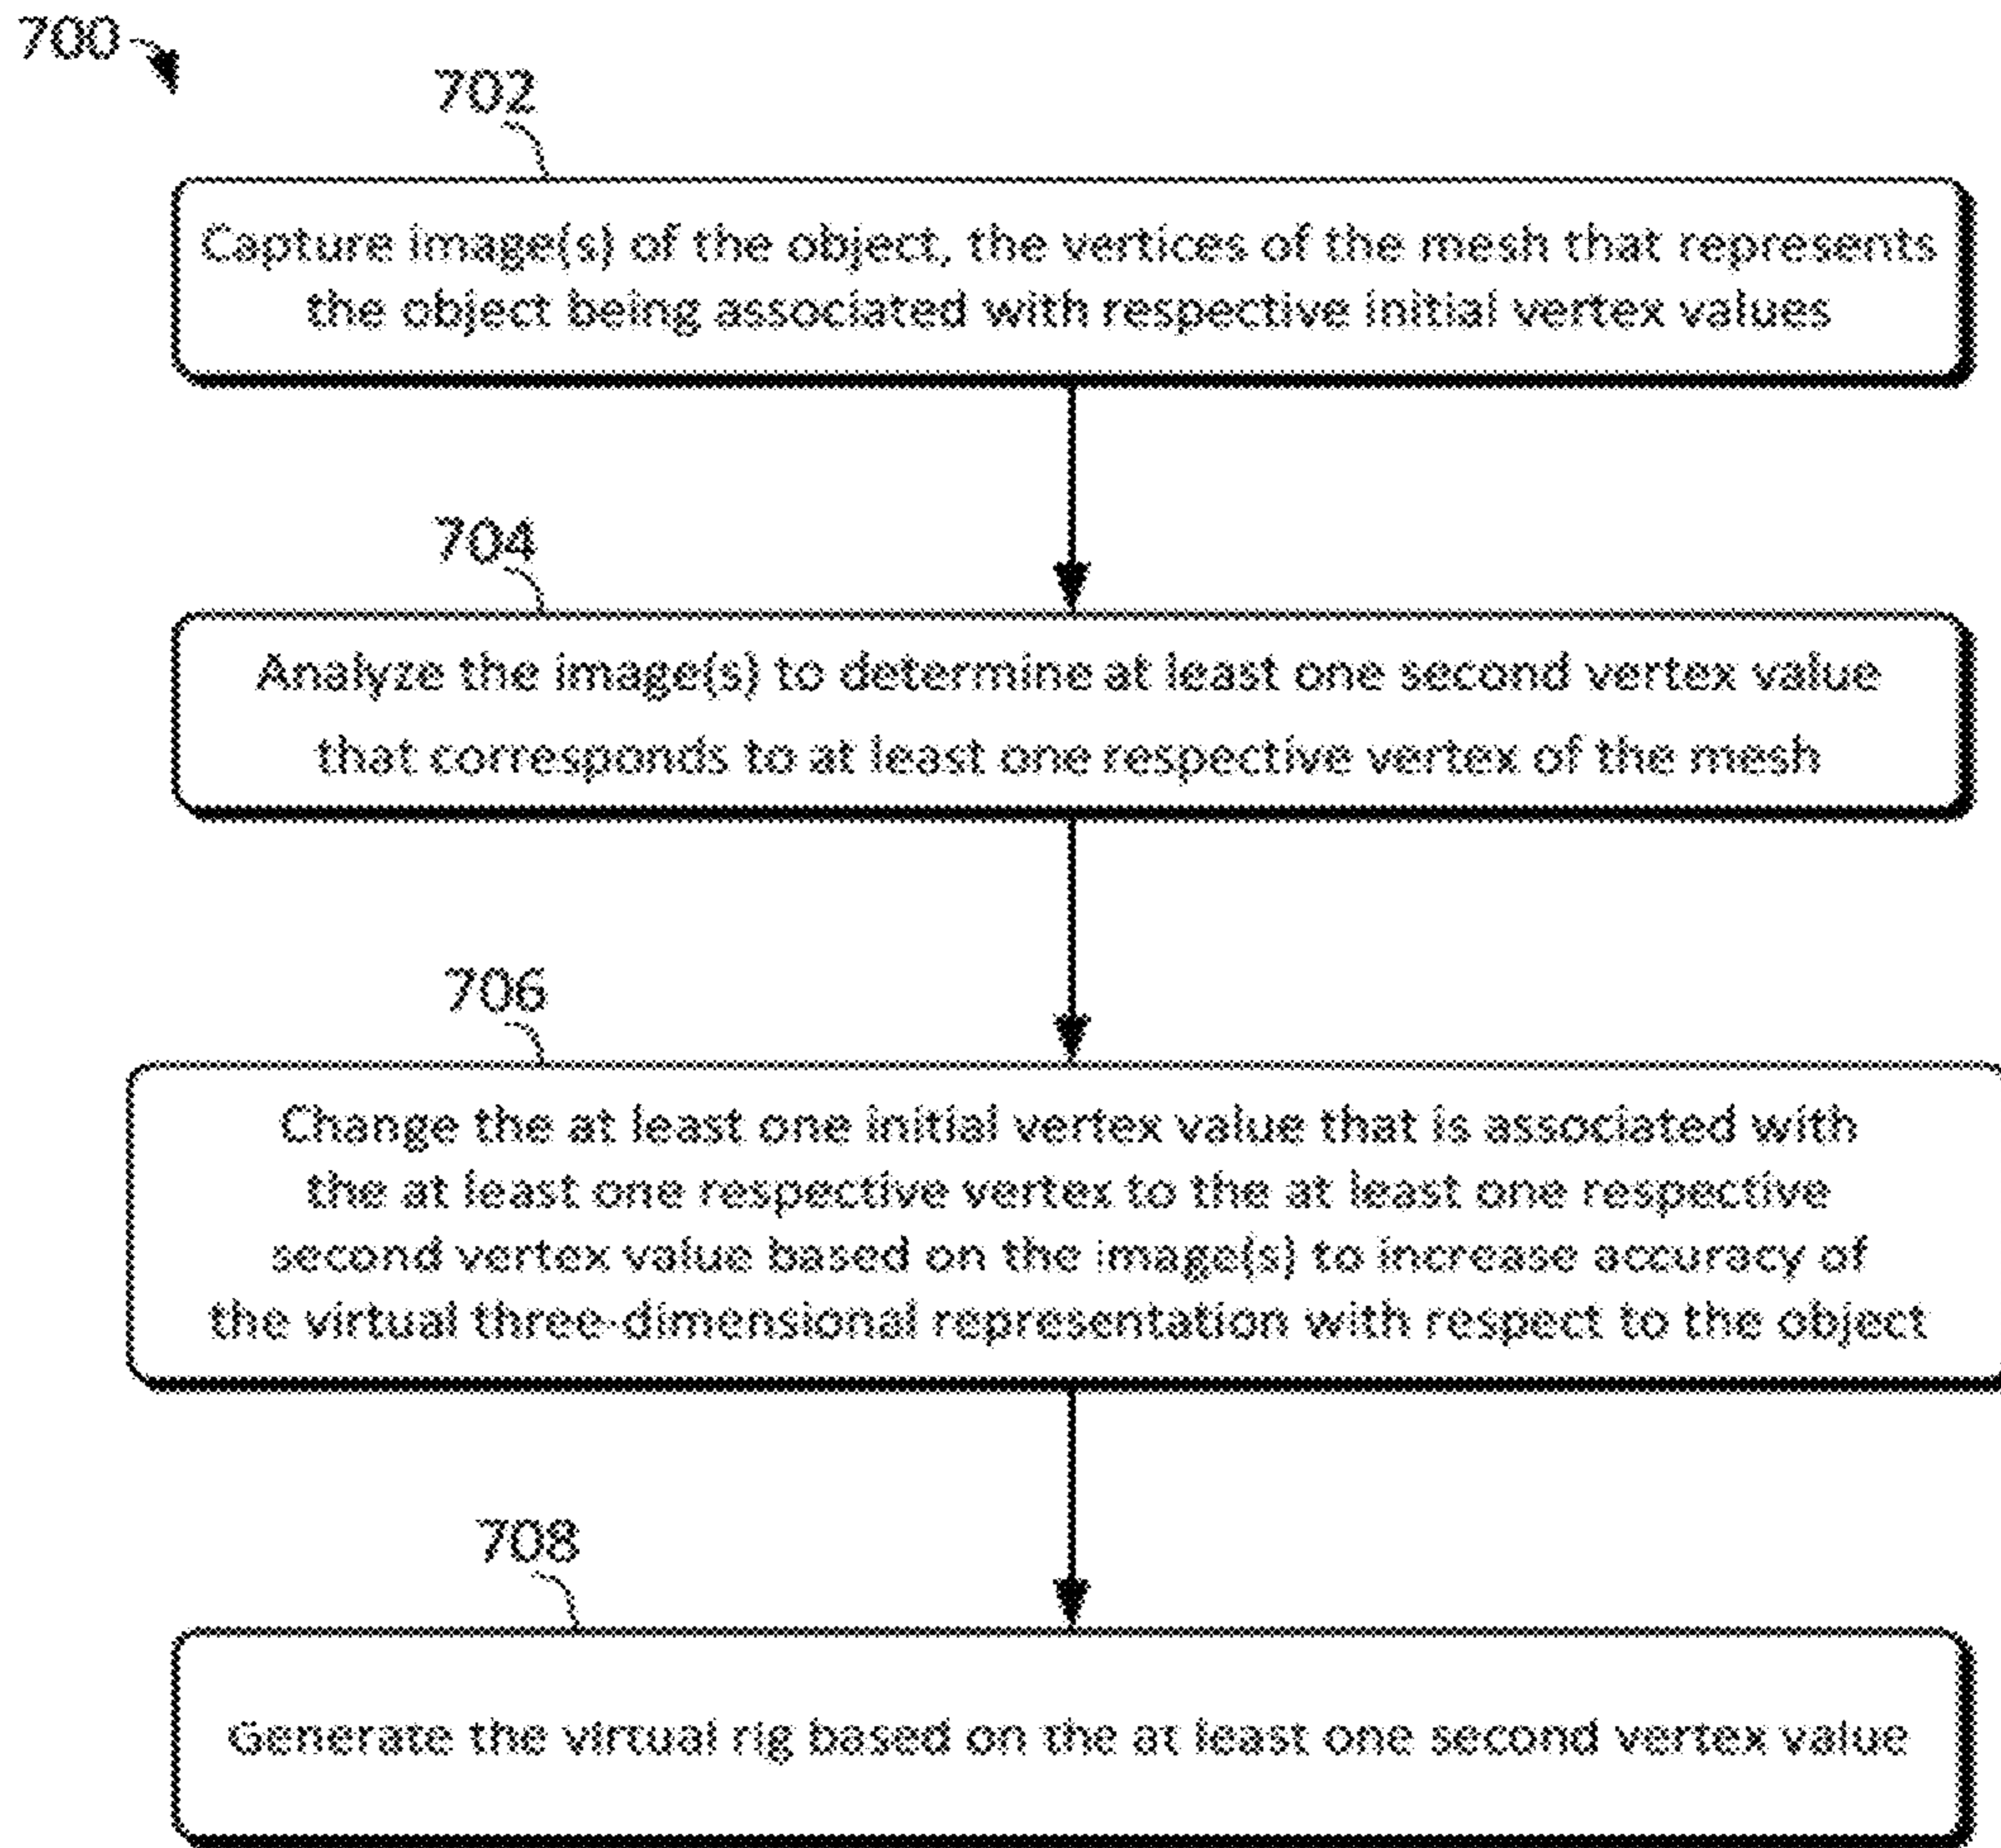 700
702
Capture image(s) of the object, the vertices of the mesh that represents
the object being associated with respective initial vertex values
704
Analyze the image(s) to determine at least one second vertex value
that corresponds to at least one respective vertex of the mesh
706
Change the at least one initial vertex value that is associated with
the at least one respective vertex to the at least one respective
second vertex value based on the image(s) to increase accuracy of
the virtual three-dimensional representation with respect to the object
708
Generate the virtual rig based on the at least one second vertex value